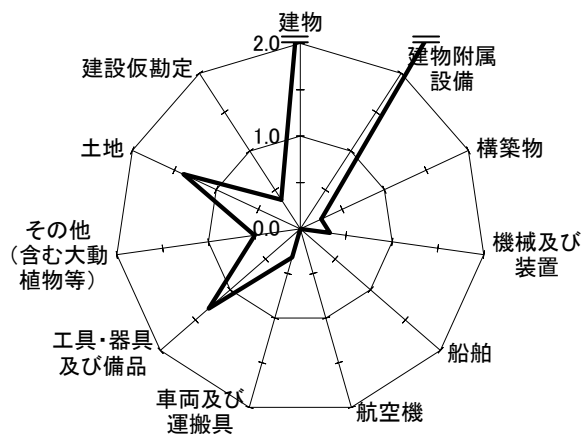 建物
2.0
建物附属
設備
建設仮勘定
1.0
土地
構築物
0.0
その他
（含む大動
植物等）
機械及び
装置
工具・器具
及び備品
船舶
車両及び
運搬具
航空機